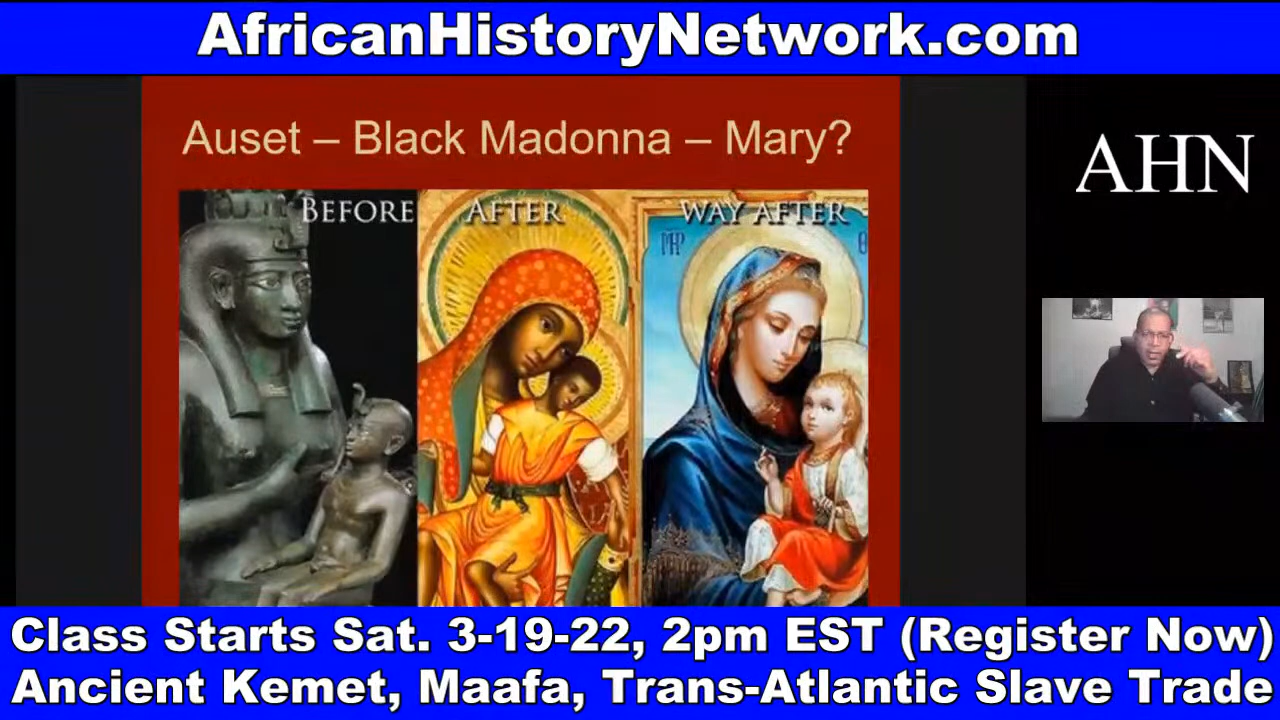 AfricanHistoryNetwork.com
Auset – Black Madonna – Mary?
AHN
BEFORE
AFTER
WAY AFTER
Class Starts Sat. 3-19-22, 2pm EST (Register Now)
Ancient Kemet, Maafa, Trans-Atlantic Slave Trade